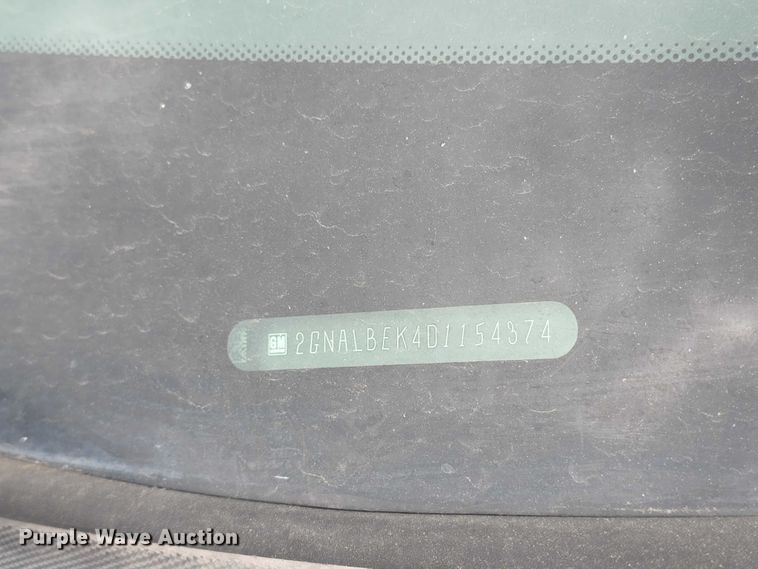 GM 2GNALBEK4D1154374
Purple Wave Auction